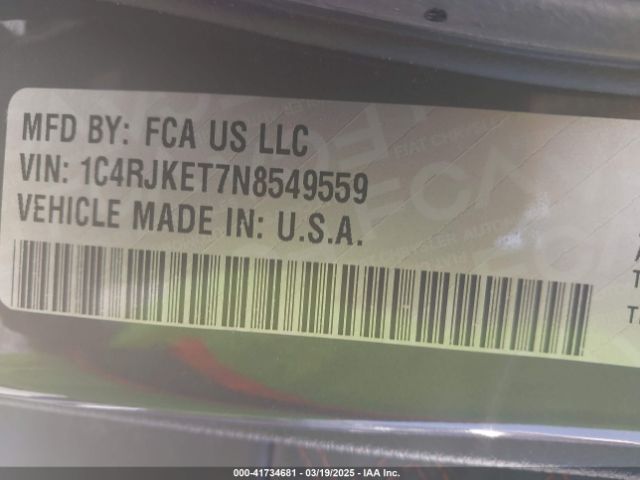 MFD BY: FCA US LLC
VIN: 1C4RJKET7N8549559
VEHICLE MADE IN: U.S.A.
000-41734681 - 03/19/2025 - IAA Inc.